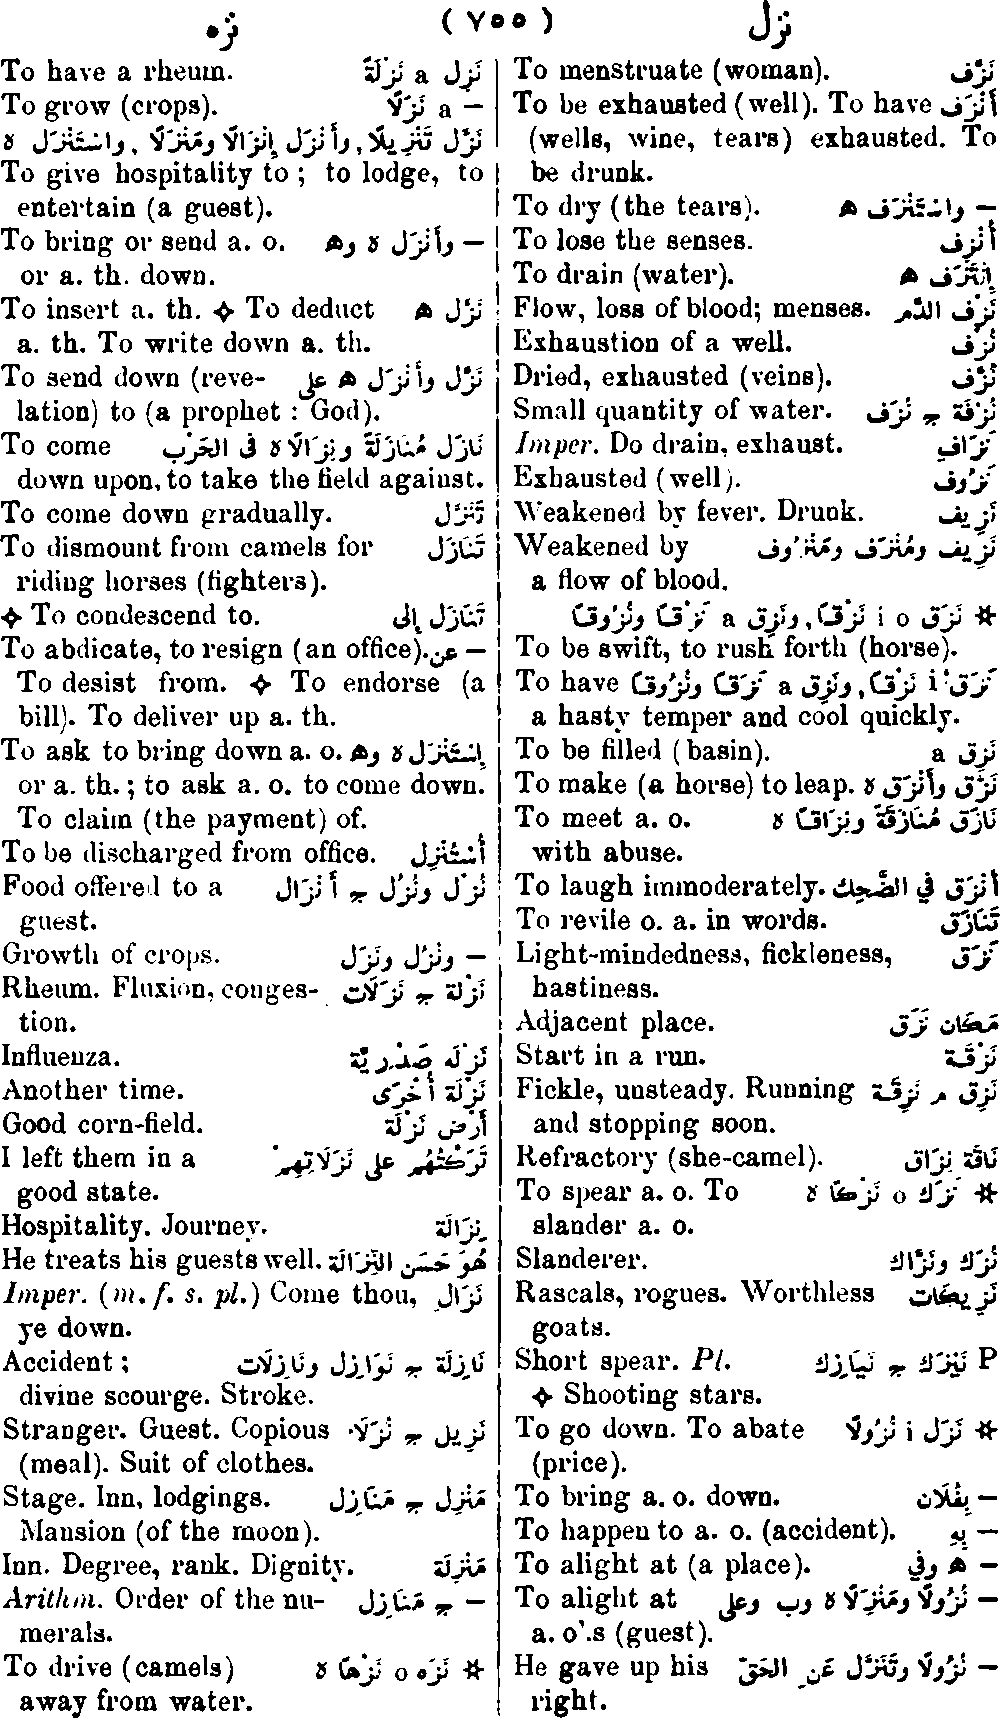 نزه ( ٧٥٥ ) نزل
To menstruate (woman). نَزَّف
To be exhausted (well). To have أَنْزَف
(wells, wine, tears) exhausted. To
be drunk.
To dry (the tears). — واسْتَنْزَف ه
To lose the senses. أُنْزِف
To drain (water). إِنْتَزَف ه
Flow, loss of blood; menses. نَزْف الدَّم
Exhaustion of a well. نُزْف
Dried, exhausted (veins). نُزَّف
Small quantity of water. نُزْفَة ج نُزَف
Imper. Do drain, exhaust. نَزَافِ
Exhausted (well). نَزُوف
Weakened by fever. Drunk. نَزِيف
Weakened by نَزِيف ومُنْزَف ومَنْزُوف
a flow of blood.
* نَزَق i o نَزْقًا, ونَزِق a نَزَقًا ونُزُوقًا
To be swift, to rush forth (horse).
To have نَزَق i نَزْقًا, ونَزِق a نَزَقًا ونُزُوقًا
a hasty temper and cool quickly.
To be filled (basin). نَزِق a
To make (a horse) to leap. نَزَّق وأَنْزَق ه
To meet a. o. نَازَق مُنَازَقَةً ونِزَاقًا ه
with abuse.
To laugh immoderately. أَنْزَق في الضَّحِك
To revile o. a. in words. تَنَازَق
Light-mindedness, fickleness, نَزَق
hastiness.
Adjacent place. مَكَان نَزَق
Start in a run. نَزْقَة
Fickle, unsteady. Running نَزِق م نَزِقَة
and stopping soon.
Refractory (she-camel). نَاقَة نِزَاق
To spear a. o. To * نَزَك o نَزْكًا ه
slander a. o.
Slanderer. نُزَك ونَزَّاك
Rascals, rogues. Worthless نَزِيكَات
goats.
Short spear. Pl. P نَيْزَك ج نَيَازِك
✧ Shooting stars.
To go down. To abate * نَزَل i نُزُولًا
(price).
To bring a. o. down. — بِفُلَان
To happen to a. o. (accident). — بِهِ
To alight at (a place). — ه وفي
To alight at — نُزُولًا ومَنْزَلًا ه وب وعلى
a. o'.s (guest).
He gave up his — نُزُولًا وتَنَزَّل عَنِ الحَقّ
right.
To have a rheum. نَزِل a نَزْلَةً
To grow (crops). — a نَزَلًا
نَزَّل تَنْزِيلًا, وأَنْزَل إِنْزَالًا ومُنْزَلًا, واسْتَنْزَل ه
To give hospitality to; to lodge, to
entertain (a guest).
To bring or send a. o. — وأَنْزَل ه وه
or a. th. down.
To insert a. th. ✧ To deduct نَزَّل ه
a. th. To write down a. th.
To send down (reve- نَزَّل وأَنْزَل ه على
lation) to (a prophet : God).
To come نَازَل مُنَازَلَةً ونِزَالًا ه في الحَرْب
down upon, to take the field against.
To come down gradually. تَنَزَّل
To dismount from camels for تَنَازَل
riding horses (fighters).
✧ To condescend to. تَنَازَل إِلى
To abdicate, to resign (an office). — عن
To desist from. ✧ To endorse (a
bill). To deliver up a. th.
To ask to bring down a. o. إِسْتَنْزَل ه وه
or a. th.; to ask a. o. to come down.
To claim (the payment) of.
To be discharged from office. أُسْتُنْزِل
Food offered to a نُزْل ونُزُل ج أَنْزَال
guest.
Growth of crops. — ونُزُل ونَزَل
Rheum. Fluxion, conges- نَزْلَة ج نَزَلَات
tion.
Influenza. نَزْلَة صَدْرِيَّة
Another time. نَزْلَة أُخْرَى
Good corn-field. أَرْض نَزْلَة
I left them in a تَرَكْتُهُم على نَزَلَاتِهِمْ
good state.
Hospitality. Journey. نِزَالَة
He treats his guests well. هُوَ حَسَن النِّزَالَة
Imper. (m. f. s. pl.) Come thou, نَزَالِ
ye down.
Accident; نَازِلَة ج نَوَازِل ونَازِلَات
divine scourge. Stroke.
Stranger. Guest. Copious نَزِيل ج نُزَلَاء
(meal). Suit of clothes.
Stage. Inn, lodgings. مَنْزِل ج مَنَازِل
Mansion (of the moon).
Inn. Degree, rank. Dignity. مَنْزِلَة
Arithm. Order of the nu- — ج مَنَازِل
merals.
To drive (camels) * نَزَه o نَزْهًا ه
away from water.